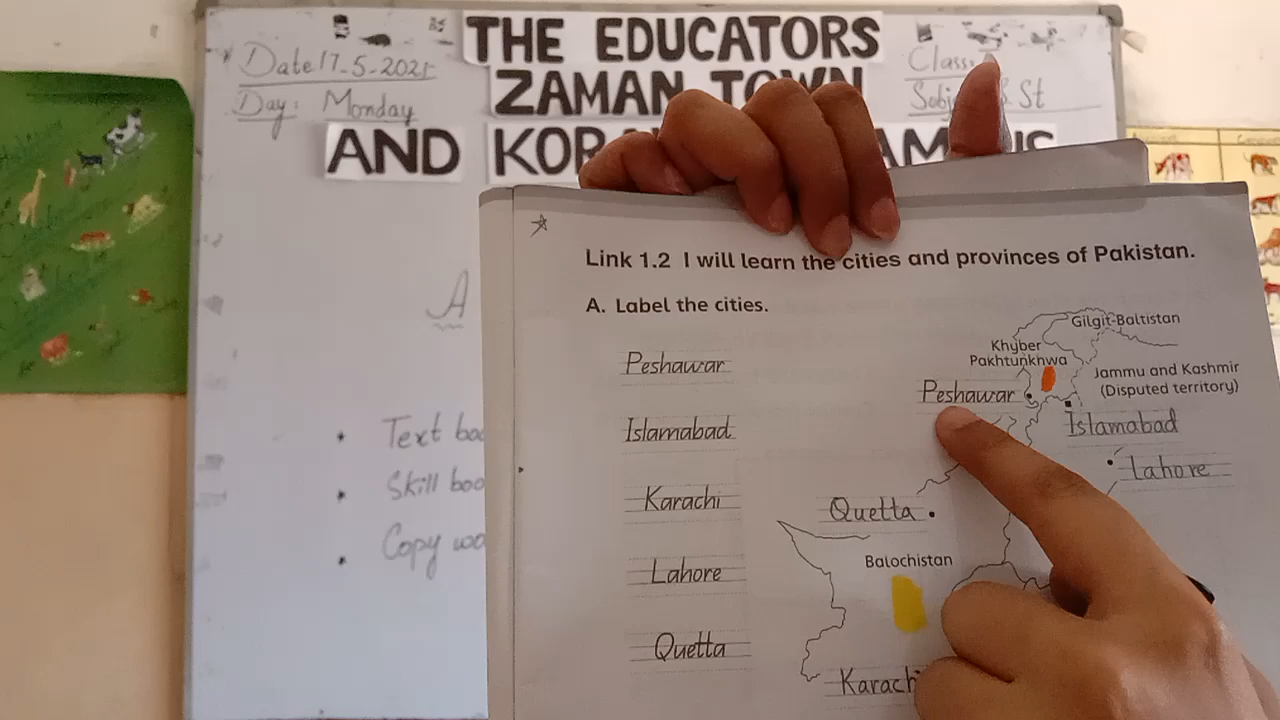 THE EDUCATORS
ZAMAN TOWN
AND
Date 17-5-2021
Day: Monday
Class:
St
A
Text
Skill
Copy
Link 1.2 I will learn the cities and provinces of Pakistan.
A. Label the cities.
Peshawar
Islamabad
Karachi
Lahore
Quetta
Gilgit-Baltistan
Khyber
Pakhtunkhwa
Jammu and Kashmir
(Disputed territory)
Peshawar
Islamabad
Lahore
Quetta
Balochistan
Karach